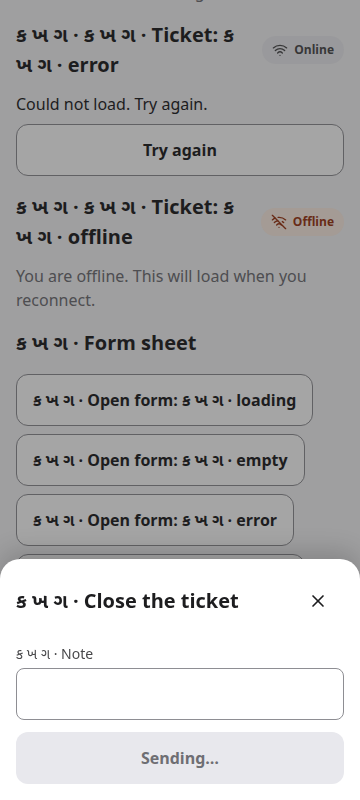 ક ખ ગ · ક ખ ગ · Ticket: ક
ખ ગ · error
Online
Could not load. Try again.
Try again
ક ખ ગ · ક ખ ગ · Ticket: ક
ખ ગ · offline
Offline
You are offline. This will load when you
reconnect.
ક ખ ગ · Form sheet
ક ખ ગ · Open form: ક ખ ગ · loading
ક ખ ગ · Open form: ક ખ ગ · empty
ક ખ ગ · Open form: ક ખ ગ · error
ક ખ ગ · Close the ticket
ક ખ ગ · Note
Sending…